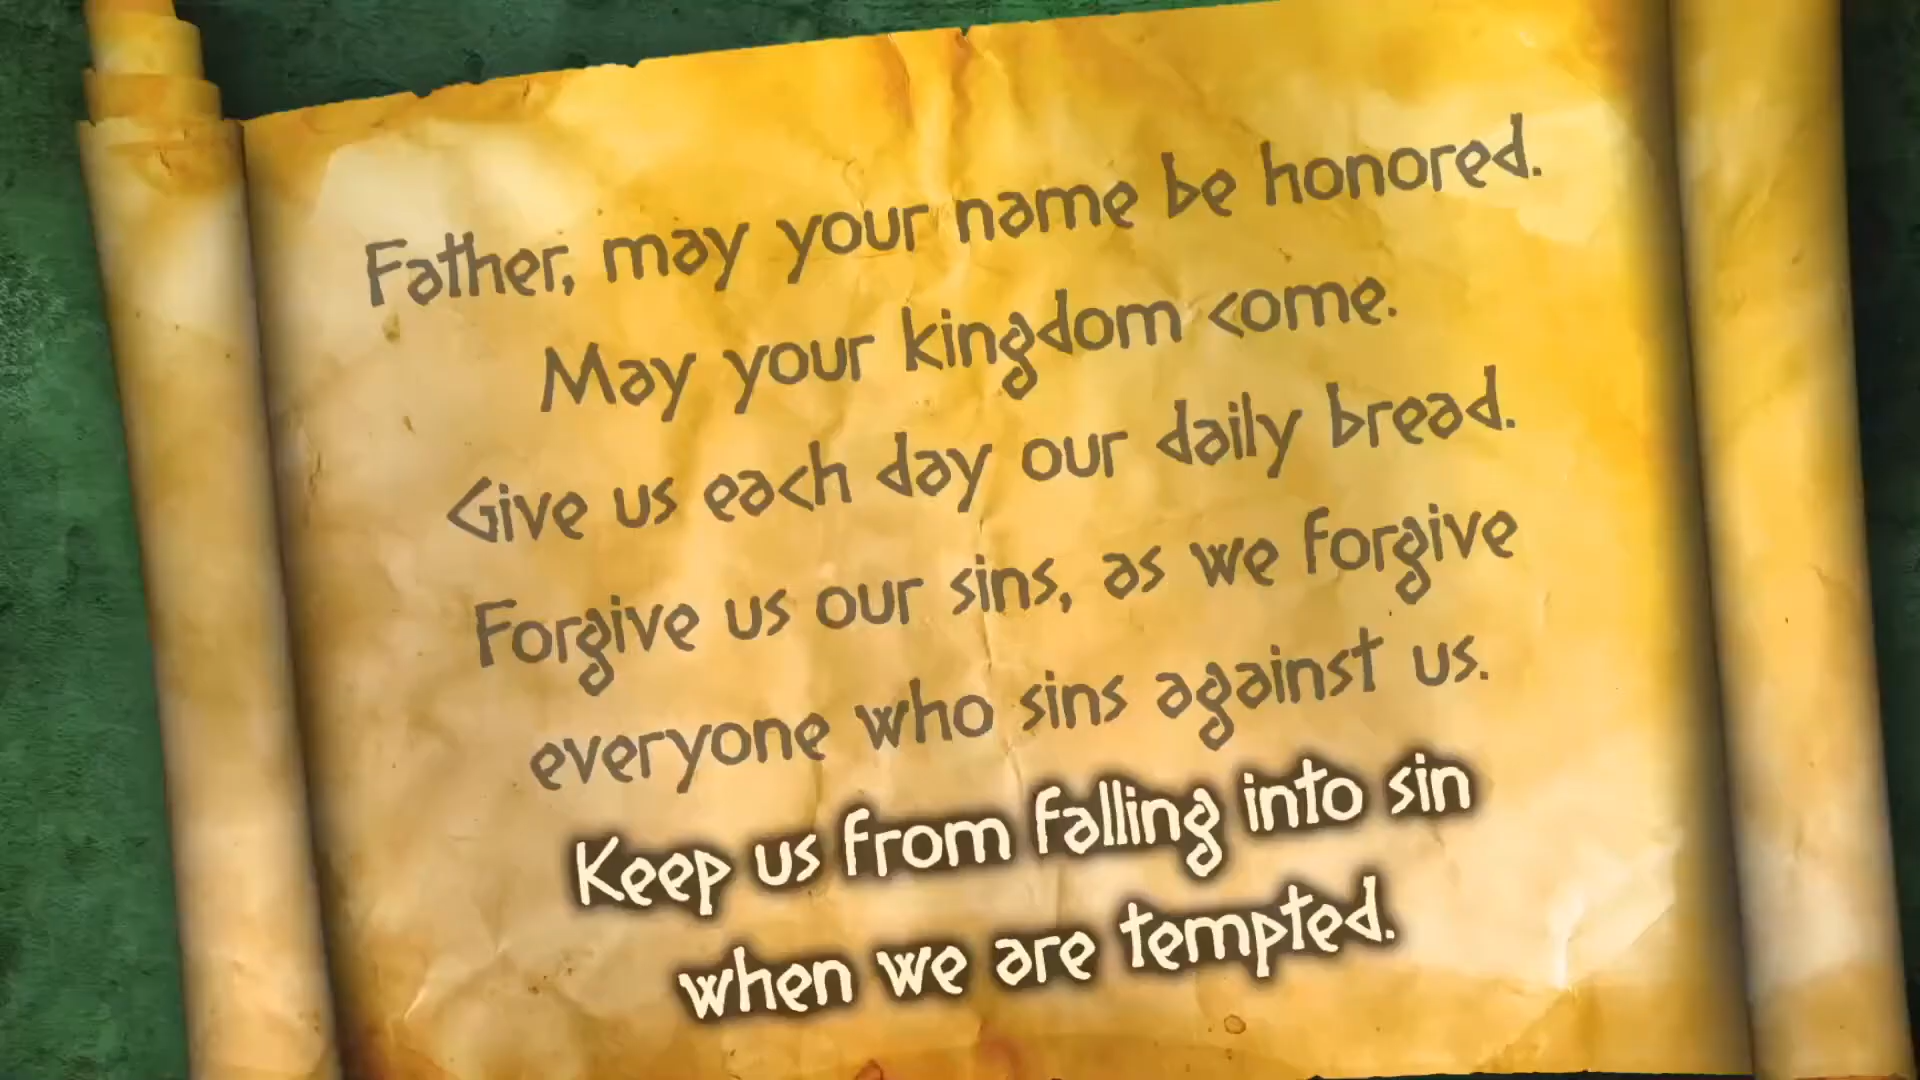 Father, may your name be honored.
May your kingdom come.
Give us each day our daily bread.
Forgive us our sins, as we forgive
everyone who sins against us.
Keep us from falling into sin
when we are tempted.